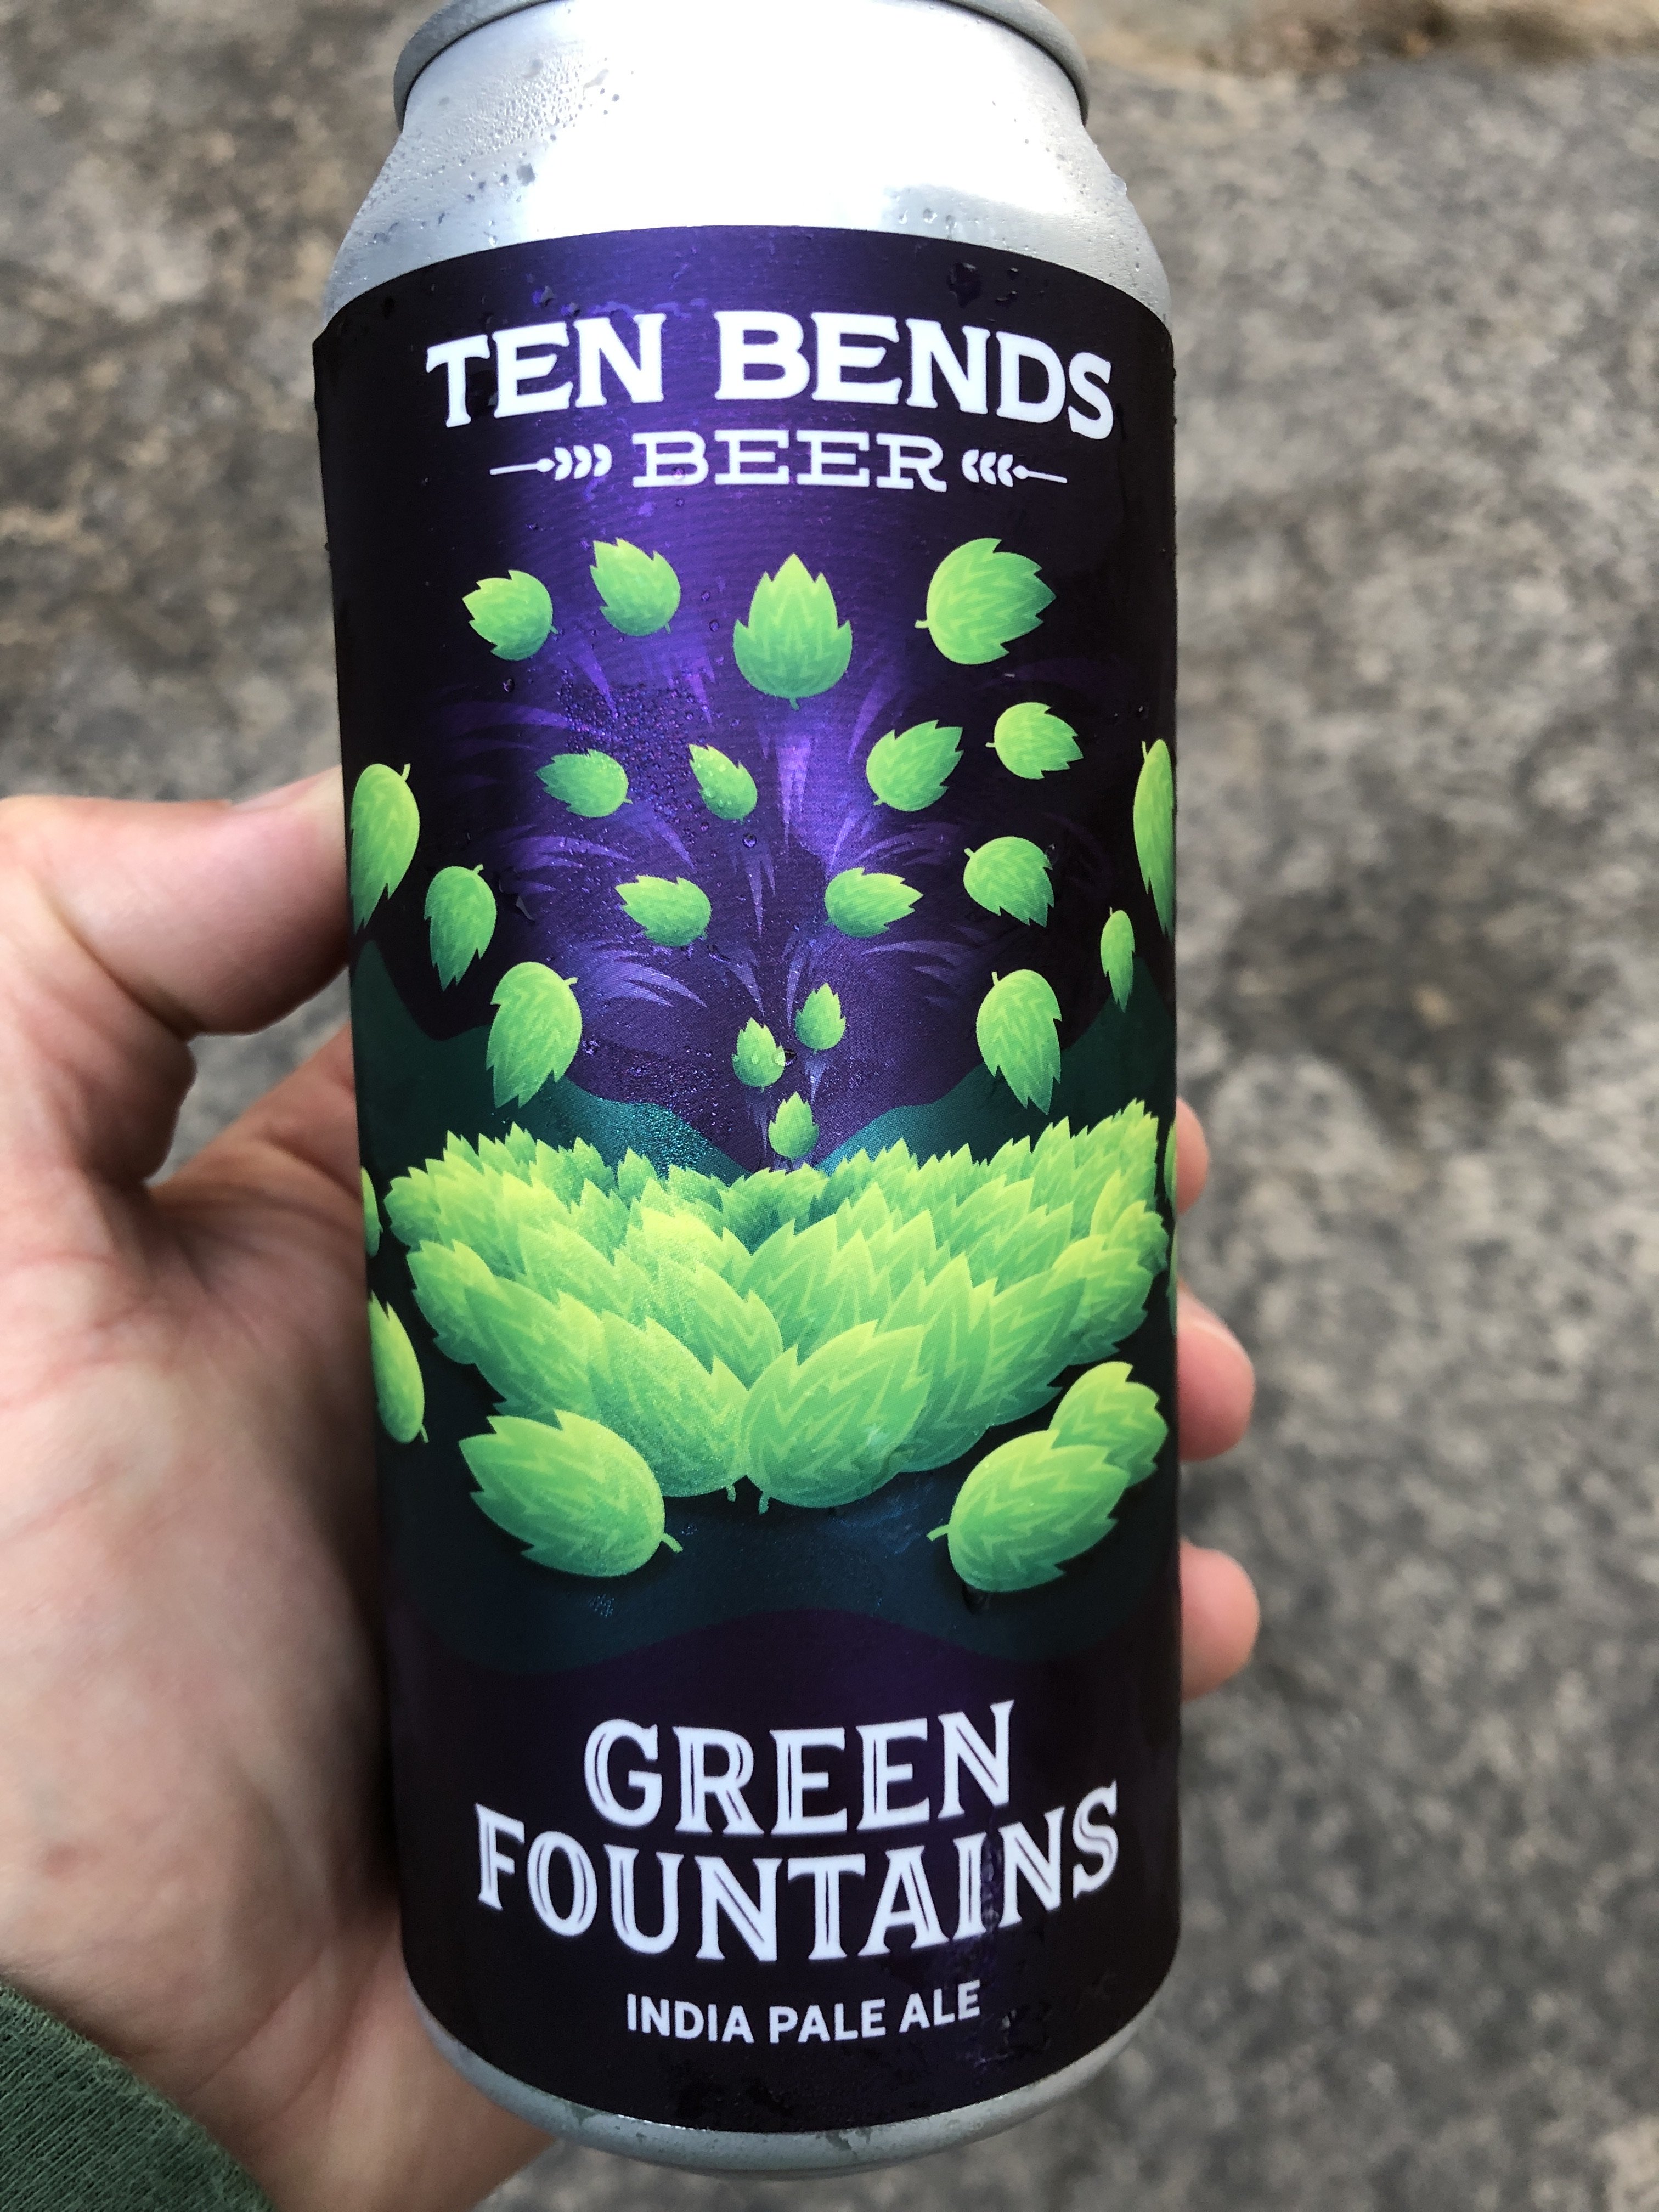 TEN BENDS
BEER
GREEN
FOUNTAINS
INDIA PALE ALE